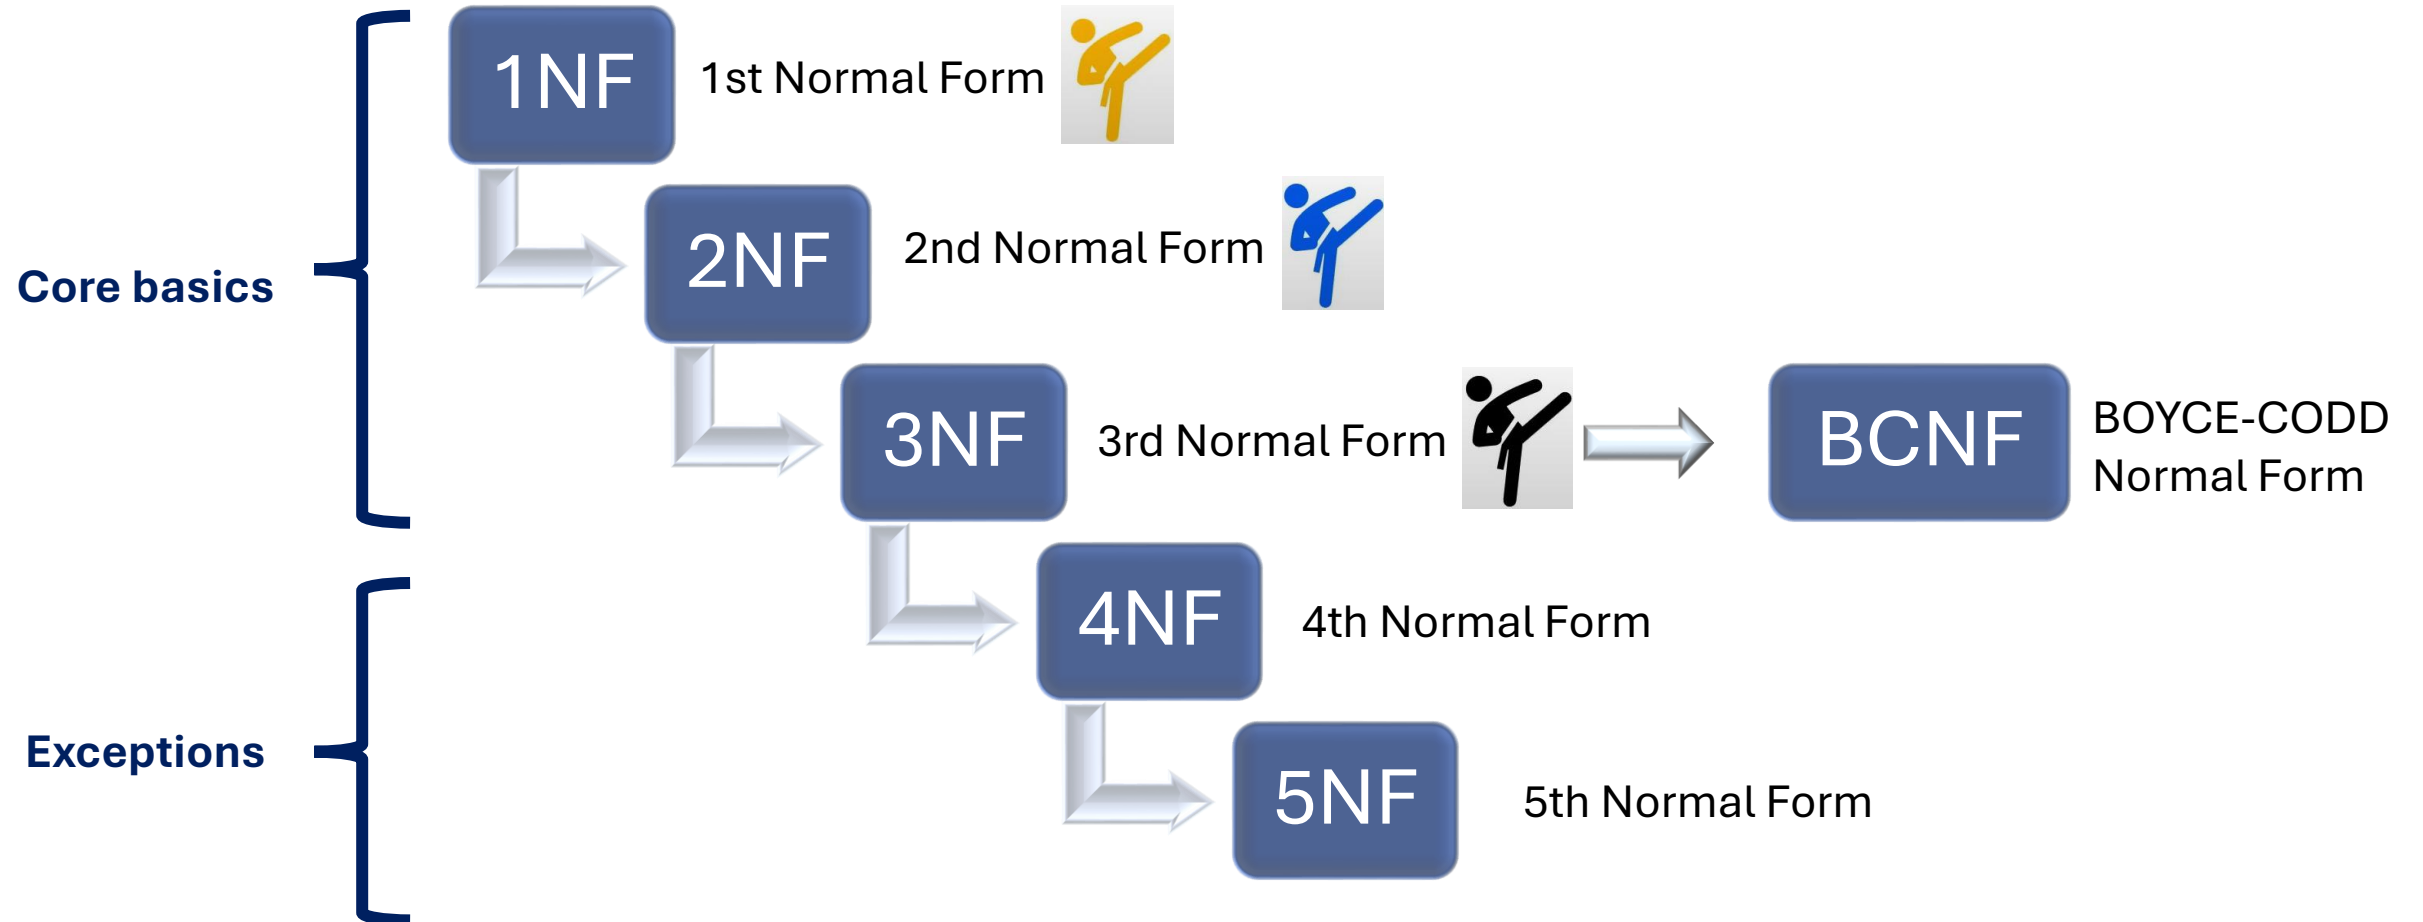 1NF
1st Normal Form
2NF
2nd Normal Form
Core basics
3NF
3rd Normal Form
BCNF
BOYCE-CODD
Normal Form
4NF
4th Normal Form
Exceptions
5NF
5th Normal Form